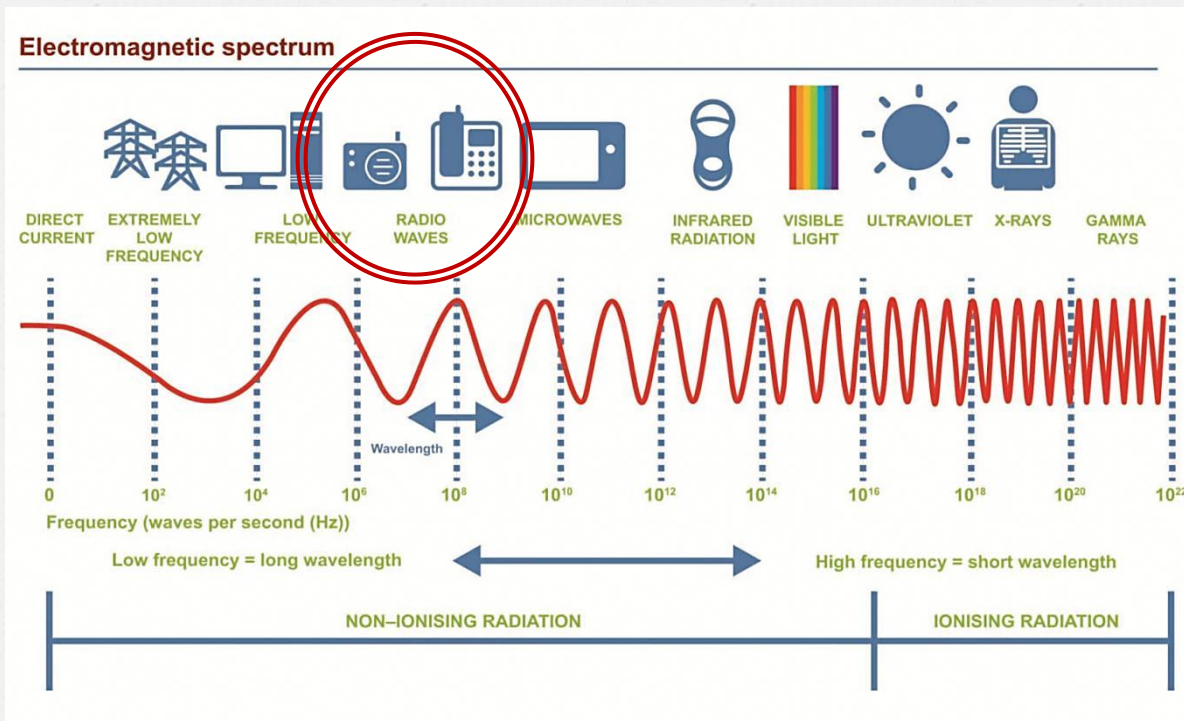 Electromagnetic spectrum
DIRECT
CURRENT
EXTREMELY
LOW
FREQUENCY
LOW
FREQUENCY
RADIO
WAVES
MICROWAVES
INFRARED
RADIATION
VISIBLE
LIGHT
ULTRAVIOLET
X-RAYS
GAMMA
RAYS
Wavelength
0 10² 10⁴ 10⁶ 10⁸ 10¹⁰ 10¹² 10¹⁴ 10¹⁶ 10¹⁸ 10²⁰ 10²²
Frequency (waves per second (Hz))
Low frequency = long wavelength High frequency = short wavelength
NON–IONISING RADIATION IONISING RADIATION